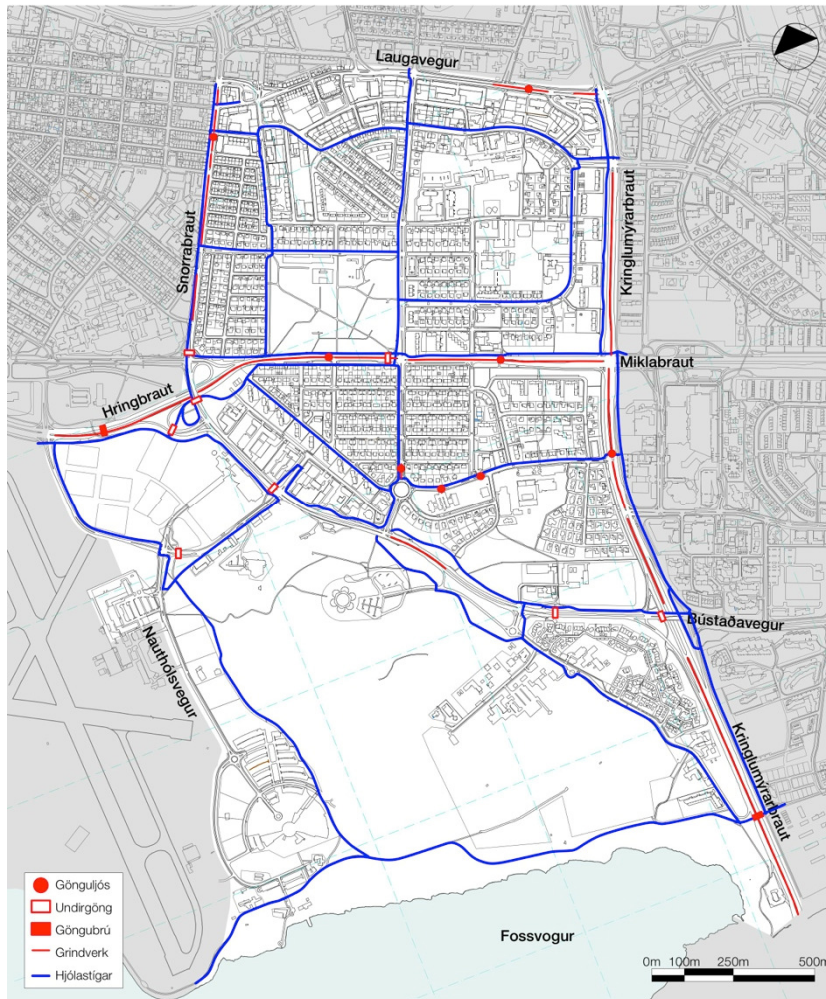 Laugavegur
Snorrabraut
Kringlumýrarbraut
Miklabraut
Hringbraut
Bústaðavegur
Nauthólsvegur
Kringlumýrarbraut
Fossvogur
Gönguljós
Undirgöng
Göngubrú
Grindverk
Hjólastígar
0m 100m 250m 500m